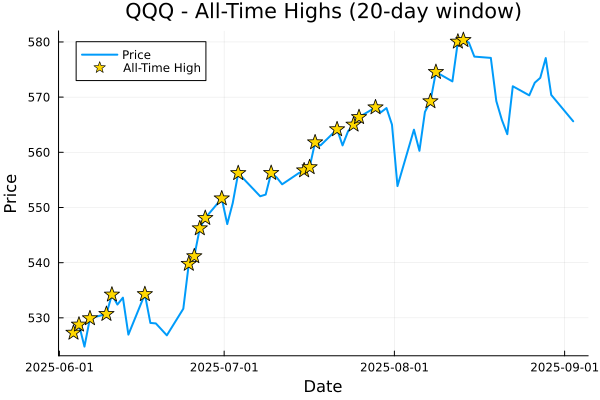 QQQ - All-Time Highs (20-day window)
Price
All-Time High
580
570
560
550
540
530
Price
2025-06-01
2025-07-01
2025-08-01
2025-09-01
Date